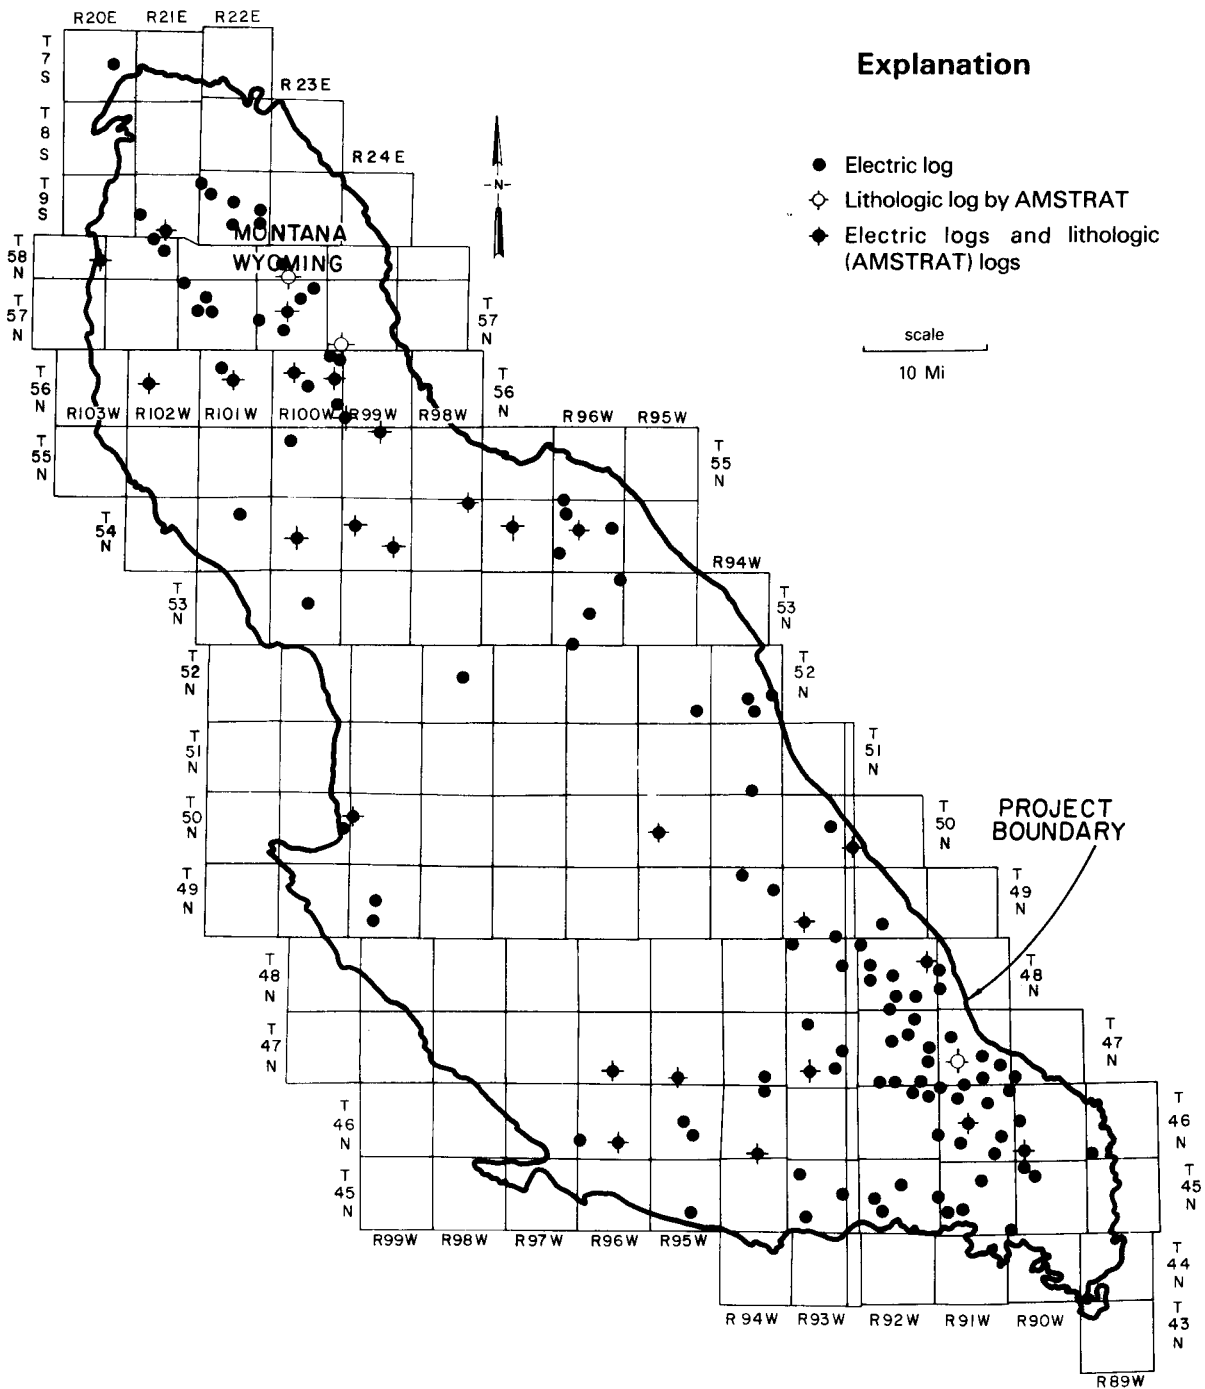 R20E R21E R22E
T 7 S
R 23E
T 8 S
R 24 E
T 9 S
Explanation
Electric log
Lithologic log by AMSTRAT
Electric logs and lithologic
(AMSTRAT) logs
N
scale
10 Mi
MONTANA
WYOMING
T 58 N
T 57 N
T 57 N
T 56 N
T 56 N
R103W R102W R101W R100W R99W R98W
R96W R95W
T 55 N
T 55 N
T 54 N
R94W
T 53 N
T 53 N
T 52 N
T 52 N
T 51 N
T 51 N
T 50 N
T 50 N
PROJECT
BOUNDARY
T 49 N
T 49 N
T 48 N
T 48 N
T 47 N
T 47 N
T 46 N
T 46 N
T 45 N
T 45 N
R99W R98W R97W R96W R95W
T 44 N
R 94W R93W R92W R91W R90W
T 43 N
R89W